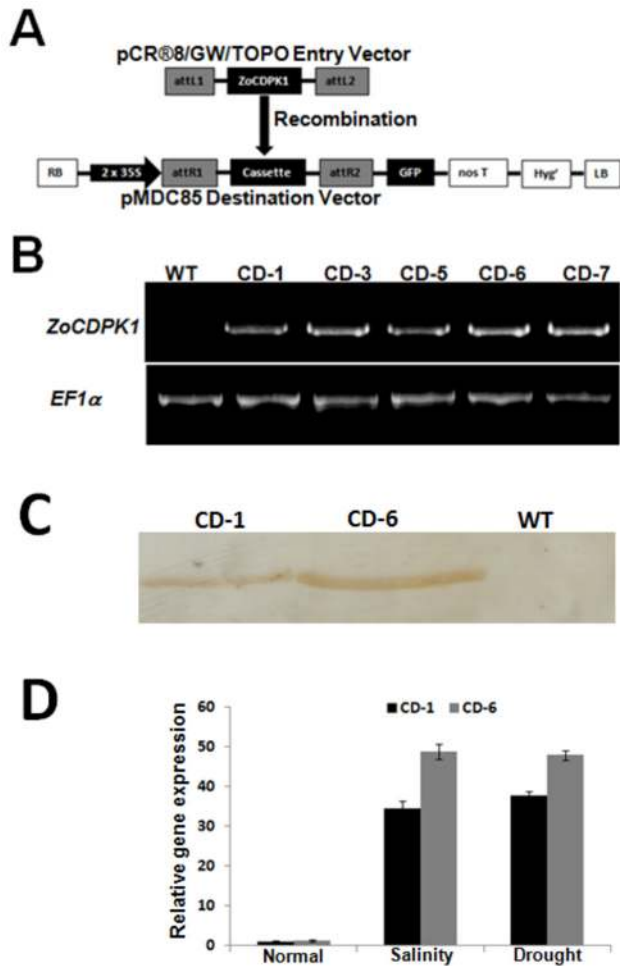 A
pCR®8/GW/TOPO Entry Vector
attL1 ZoCDPK1 attL2
Recombination
RB 2 x 35S attR1 Cassette attR2 GFP nos T Hygʳ LB
pMDC85 Destination Vector
B
WT CD-1 CD-3 CD-5 CD-6 CD-7
ZoCDPK1
EF1α
C
CD-1 CD-6 WT
D
CD-1 CD-6
Relative gene expression
60
50
40
30
20
10
0
Normal Salinity Drought